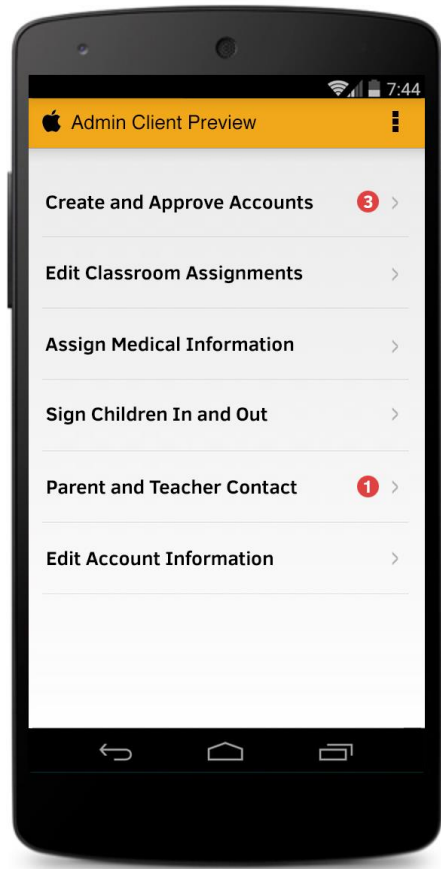 7:44
Admin Client Preview
Create and Approve Accounts 3
Edit Classroom Assignments
Assign Medical Information
Sign Children In and Out
Parent and Teacher Contact 1
Edit Account Information